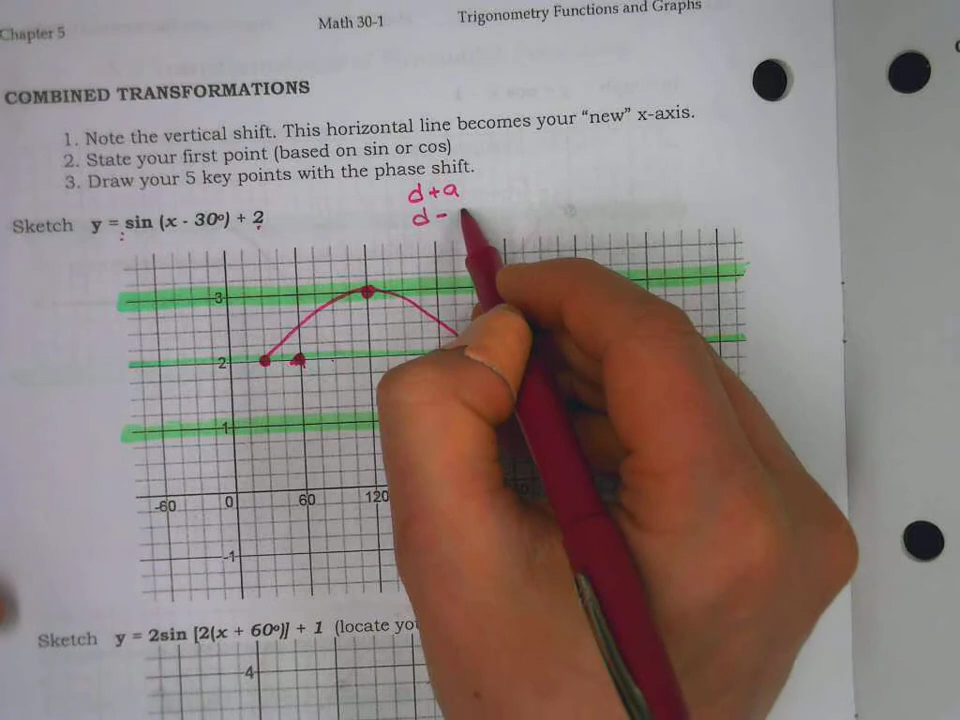 Chapter 5
Math 30-1
Trigonometry Functions and Graphs
COMBINED TRANSFORMATIONS
1. Note the vertical shift. This horizontal line becomes your “new” x-axis.
2. State your first point (based on sin or cos)
3. Draw your 5 key points with the phase shift.
d+a
d-
Sketch y = sin (x - 30º) + 2
3
2
1
-60 0 60 120
-1
Sketch y = 2sin [2(x + 60º)] + 1 (locate yo
4